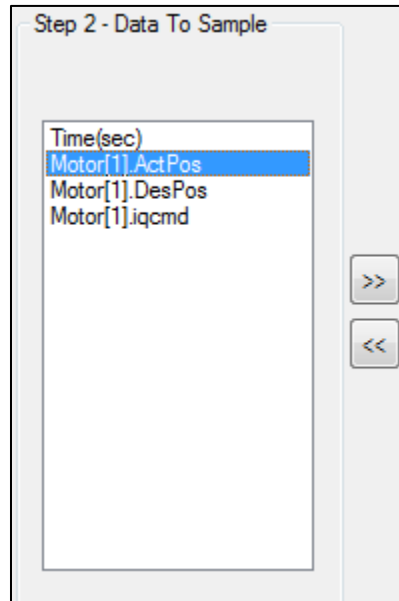 Step 2 - Data To Sample
Time(sec)
Motor[1].ActPos
Motor[1].DesPos
Motor[1].iqcmd
>>
<<